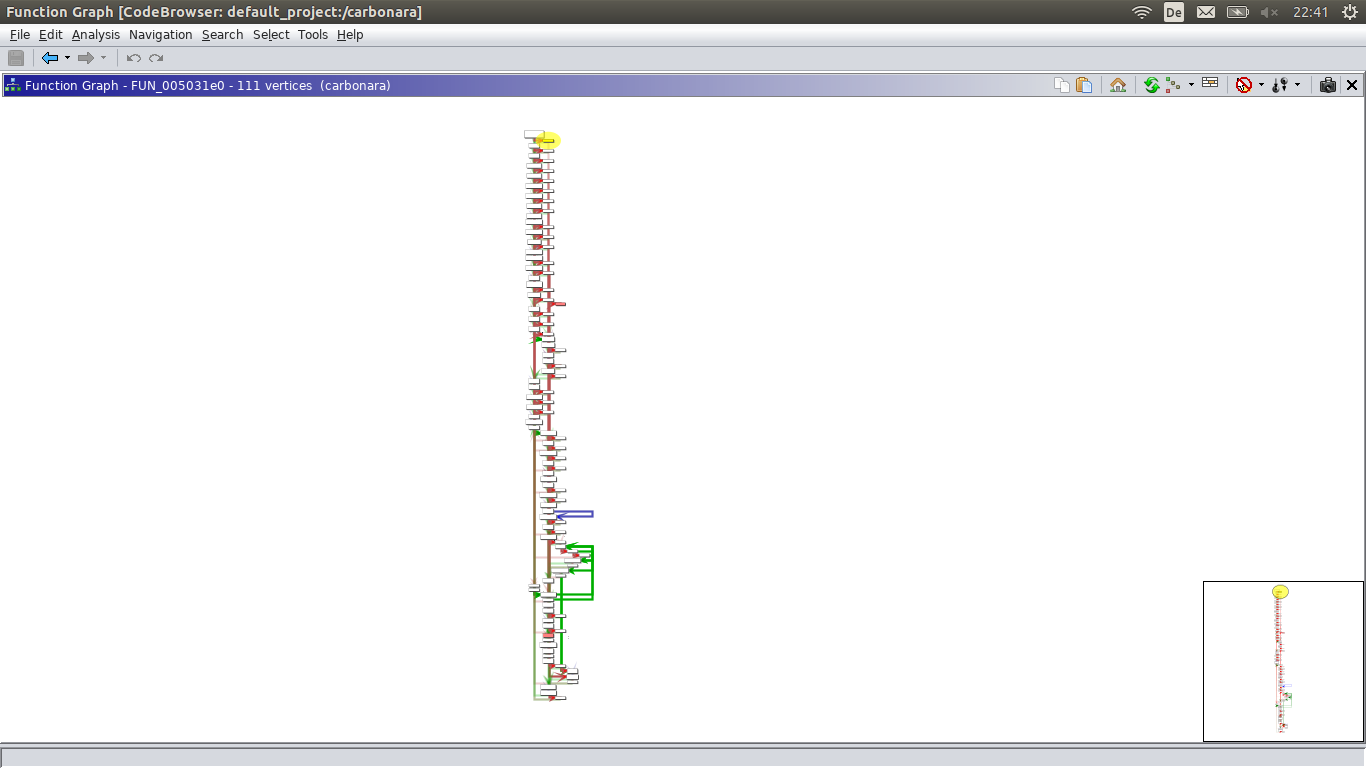 Function Graph [CodeBrowser: default_project:/carbonara]
De
22:41
File Edit Analysis Navigation Search Select Tools Help
Function Graph - FUN_005031e0 - 111 vertices (carbonara)